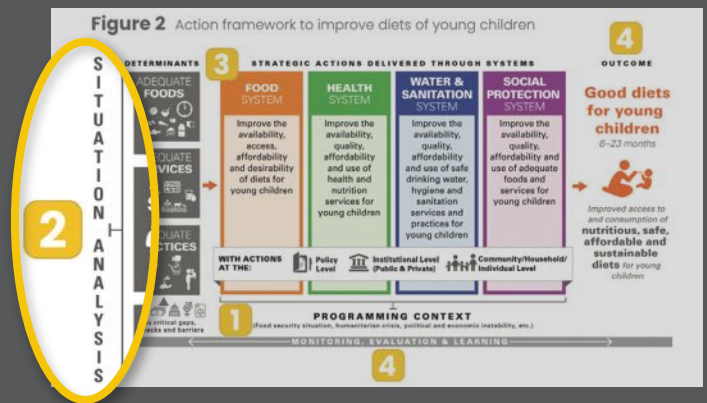 Figure 2 Action framework to improve diets of young children
4
DETERMINANTS
3
STRATEGIC ACTIONS DELIVERED THROUGH SYSTEMS
OUTCOME
SITUATION ANALYSIS
2
ADEQUATE
FOODS
FOOD
SYSTEM
Improve the
availability,
access,
affordability
and desirability
of diets for
young children
HEALTH
SYSTEM
Improve the
availability,
quality,
affordability
and use of
health and
nutrition
services for
young children
WATER &
SANITATION
SYSTEM
Improve the
availability,
quality,
affordability
and use of safe
drinking water,
hygiene and
sanitation
services and
practices for
young children
SOCIAL
PROTECTION
SYSTEM
Improve the
availability,
quality,
affordability and
use of adequate
foods and
services for
young children
Good diets
for young
children
6–23 months
Improved access to
and consumption of
nutritious, safe,
affordable and
sustainable
diets for young
children
WITH ACTIONS
AT THE:
Policy
Level
Institutional Level
(Public & Private)
Community/Household/
Individual Level
critical gaps,
and barriers
1
PROGRAMMING CONTEXT
(Food security situation, humanitarian crisis, political and economic instability, etc.)
MONITORING, EVALUATION & LEARNING
4